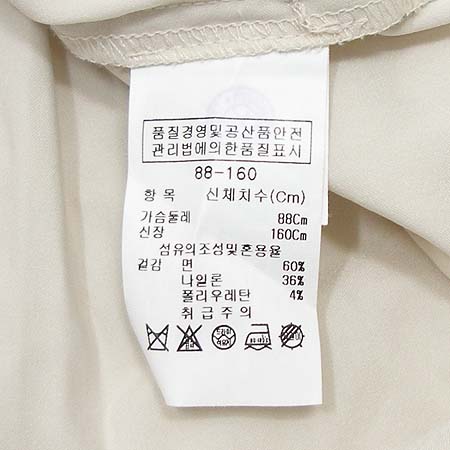 품질경영및공산품안전
관리법에의한품질표시
88-160
항 목 신체치수(Cm)
가슴둘레 88Cm
신장 160Cm
섬유의조성및혼용율
겉감 면 60%
나일론 36%
폴리우레탄 4%
취급주의